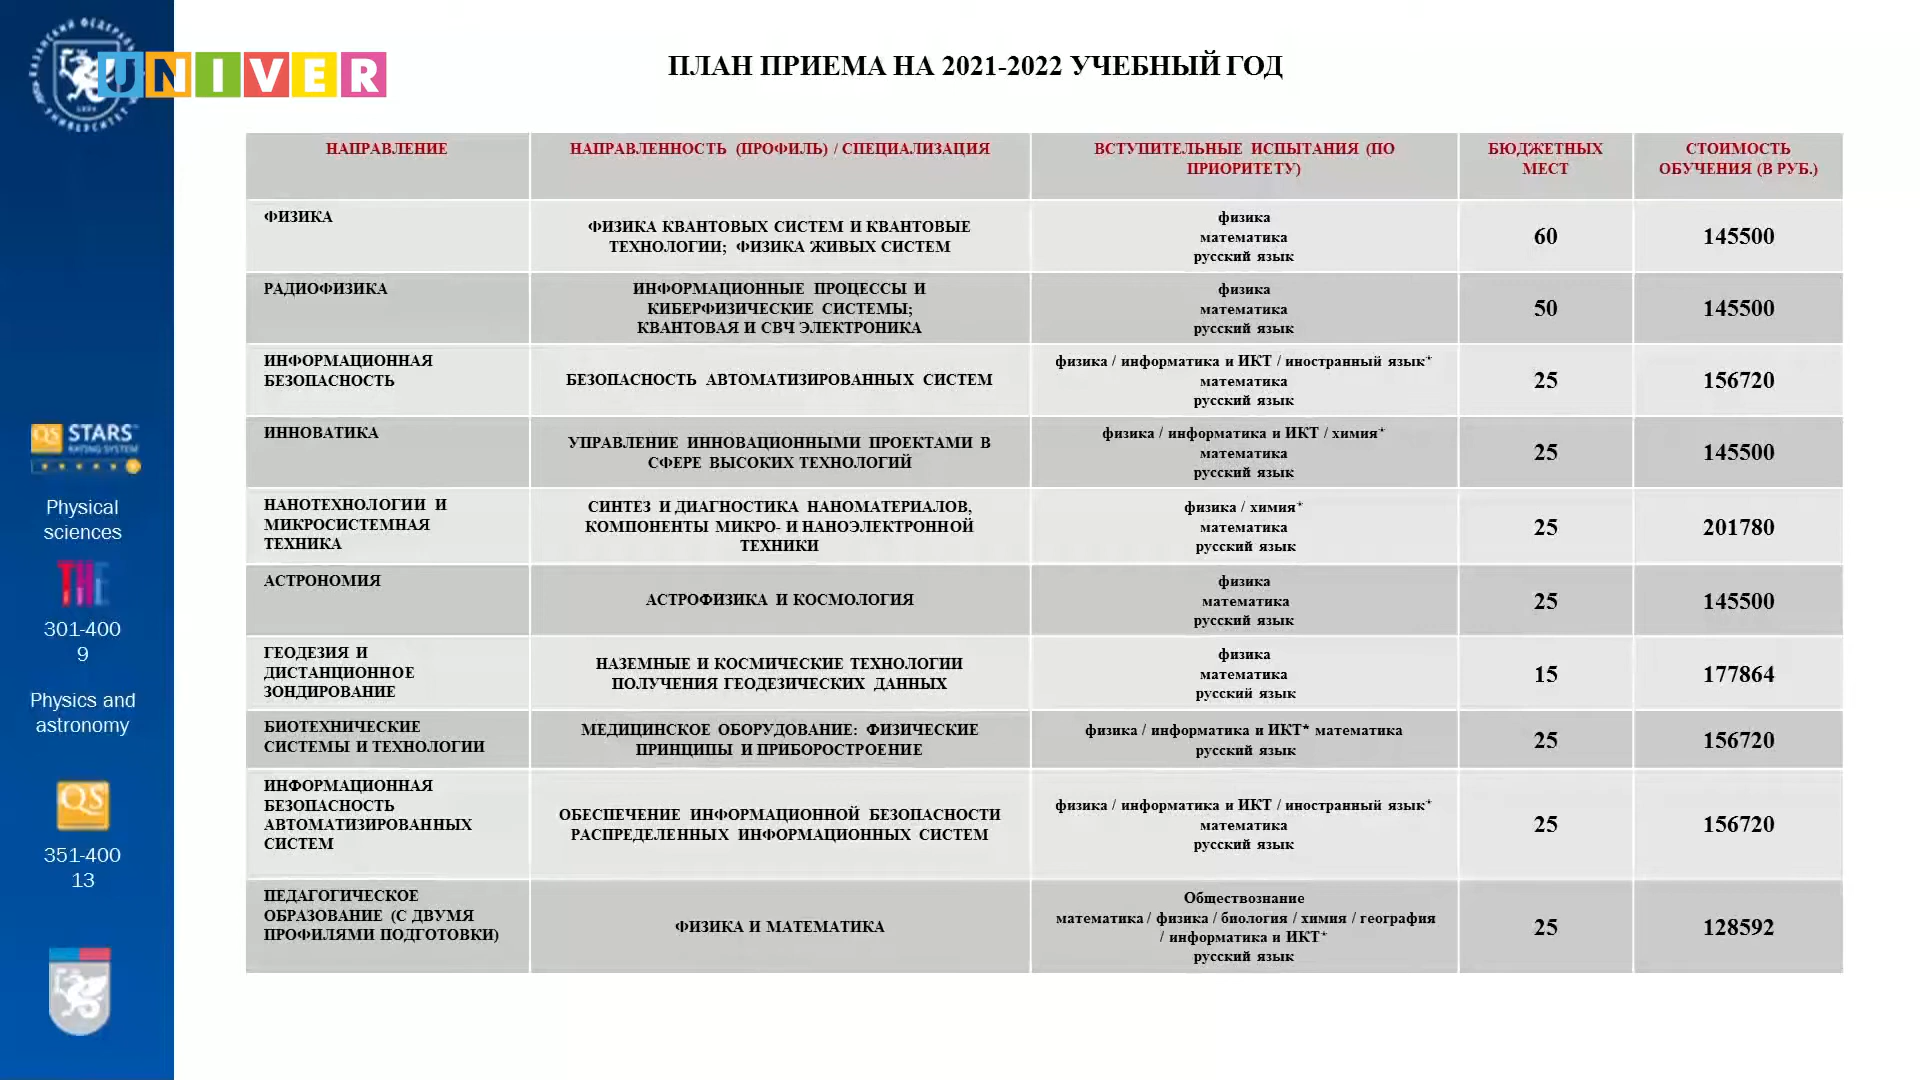 КАЗАНСКИЙ ФЕДЕРАЛЬНЫЙ УНИВЕРСИТЕТ
1804
UNIVER
ПЛАН ПРИЕМА НА 2021-2022 УЧЕБНЫЙ ГОД
НАПРАВЛЕНИЕ
НАПРАВЛЕННОСТЬ (ПРОФИЛЬ) / СПЕЦИАЛИЗАЦИЯ
ВСТУПИТЕЛЬНЫЕ ИСПЫТАНИЯ (ПО
ПРИОРИТЕТУ)
БЮДЖЕТНЫХ
МЕСТ
СТОИМОСТЬ
ОБУЧЕНИЯ (В РУБ.)
ФИЗИКА
ФИЗИКА КВАНТОВЫХ СИСТЕМ И КВАНТОВЫЕ
ТЕХНОЛОГИИ; ФИЗИКА ЖИВЫХ СИСТЕМ
физика
математика
русский язык
60
145500
РАДИОФИЗИКА
ИНФОРМАЦИОННЫЕ ПРОЦЕССЫ И
КИБЕРФИЗИЧЕСКИЕ СИСТЕМЫ;
КВАНТОВАЯ И СВЧ ЭЛЕКТРОНИКА
физика
математика
русский язык
50
145500
ИНФОРМАЦИОННАЯ
БЕЗОПАСНОСТЬ
БЕЗОПАСНОСТЬ АВТОМАТИЗИРОВАННЫХ СИСТЕМ
физика / информатика и ИКТ / иностранный язык*
математика
русский язык
25
156720
ИННОВАТИКА
УПРАВЛЕНИЕ ИННОВАЦИОННЫМИ ПРОЕКТАМИ В
СФЕРЕ ВЫСОКИХ ТЕХНОЛОГИЙ
физика / информатика и ИКТ / химия*
математика
русский язык
25
145500
НАНОТЕХНОЛОГИИ И
МИКРОСИСТЕМНАЯ
ТЕХНИКА
СИНТЕЗ И ДИАГНОСТИКА НАНОМАТЕРИАЛОВ,
КОМПОНЕНТЫ МИКРО- И НАНОЭЛЕКТРОННОЙ
ТЕХНИКИ
физика / химия*
математика
русский язык
25
201780
АСТРОНОМИЯ
АСТРОФИЗИКА И КОСМОЛОГИЯ
физика
математика
русский язык
25
145500
ГЕОДЕЗИЯ И
ДИСТАНЦИОННОЕ
ЗОНДИРОВАНИЕ
НАЗЕМНЫЕ И КОСМИЧЕСКИЕ ТЕХНОЛОГИИ
ПОЛУЧЕНИЯ ГЕОДЕЗИЧЕСКИХ ДАННЫХ
физика
математика
русский язык
15
177864
БИОТЕХНИЧЕСКИЕ
СИСТЕМЫ И ТЕХНОЛОГИИ
МЕДИЦИНСКОЕ ОБОРУДОВАНИЕ: ФИЗИЧЕСКИЕ
ПРИНЦИПЫ И ПРИБОРОСТРОЕНИЕ
физика / информатика и ИКТ* математика
русский язык
25
156720
ИНФОРМАЦИОННАЯ
БЕЗОПАСНОСТЬ
АВТОМАТИЗИРОВАННЫХ
СИСТЕМ
ОБЕСПЕЧЕНИЕ ИНФОРМАЦИОННОЙ БЕЗОПАСНОСТИ
РАСПРЕДЕЛЕННЫХ ИНФОРМАЦИОННЫХ СИСТЕМ
физика / информатика и ИКТ / иностранный язык*
математика
русский язык
25
156720
ПЕДАГОГИЧЕСКОЕ
ОБРАЗОВАНИЕ (С ДВУМЯ
ПРОФИЛЯМИ ПОДГОТОВКИ)
ФИЗИКА И МАТЕМАТИКА
Обществознание
математика / физика / биология / химия / география
/ информатика и ИКТ*
русский язык
25
128592
QS STARS
RATING SYSTEM
Physical
sciences
THE
301-400
9
Physics and
astronomy
QS
351-400
13